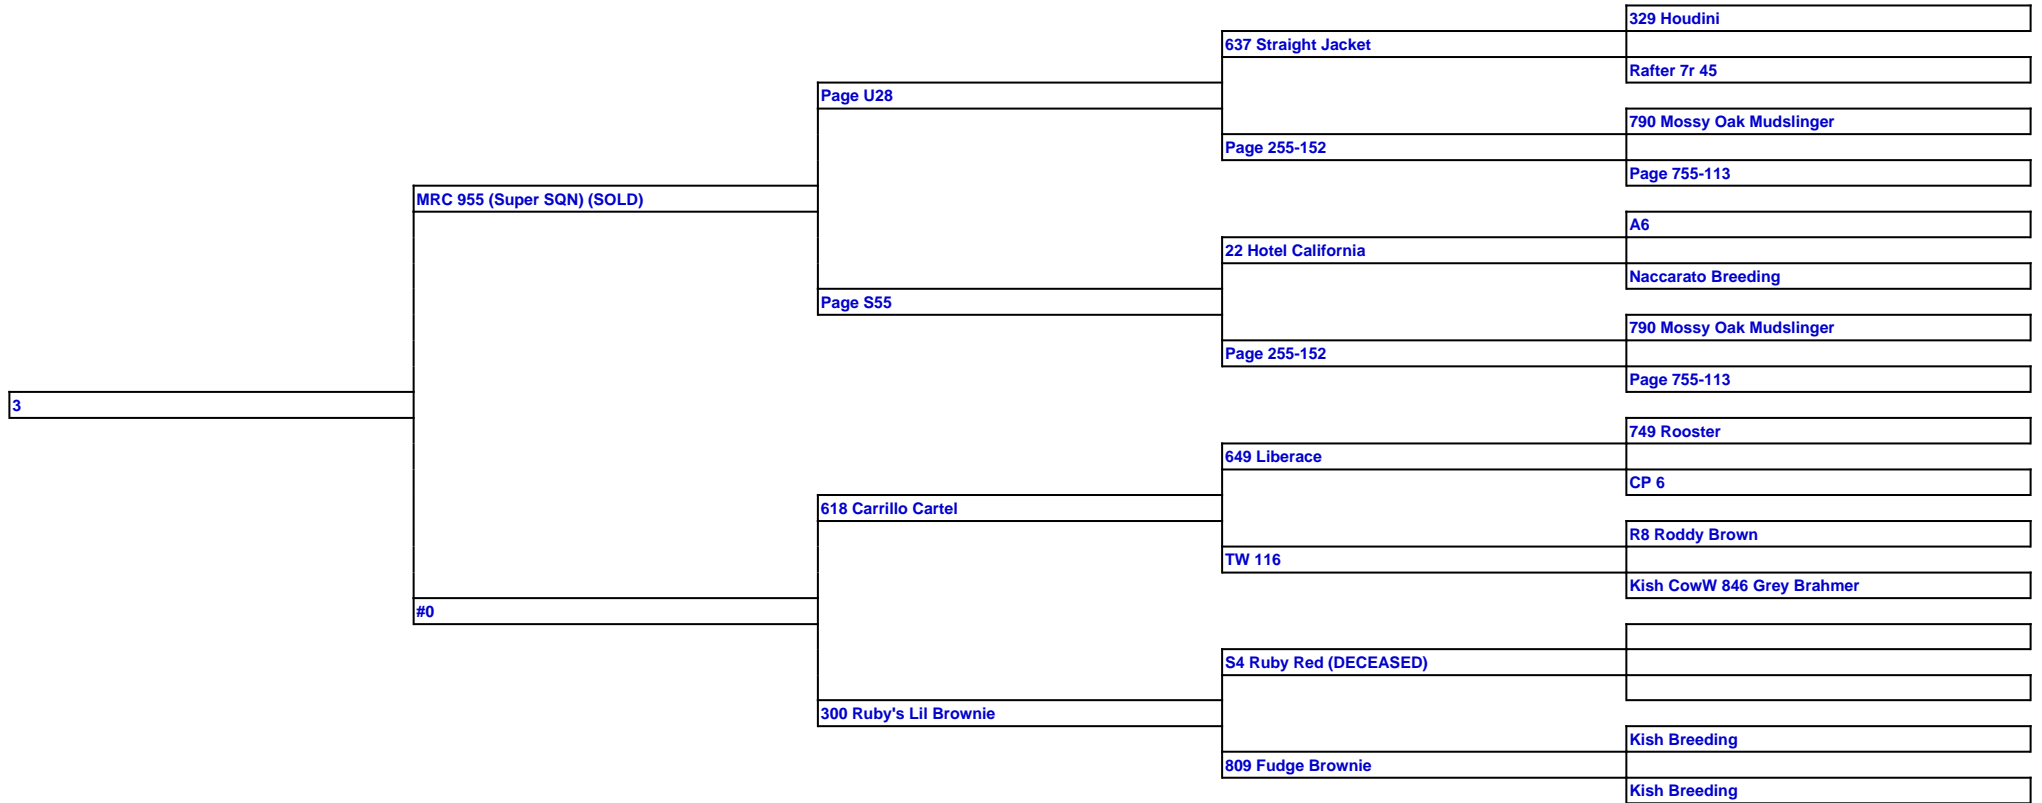 329 Houdini
637 Straight Jacket
Rafter 7r 45
Page U28
790 Mossy Oak Mudslinger
Page 255-152
Page 755-113
MRC 955 (Super SQN) (SOLD)
A6
22 Hotel California
Naccarato Breeding
Page S55
790 Mossy Oak Mudslinger
Page 255-152
Page 755-113
3
749 Rooster
649 Liberace
CP 6
618 Carrillo Cartel
R8 Roddy Brown
TW 116
Kish CowW 846 Grey Brahmer
#0
S4 Ruby Red (DECEASED)
300 Ruby's Lil Brownie
Kish Breeding
809 Fudge Brownie
Kish Breeding